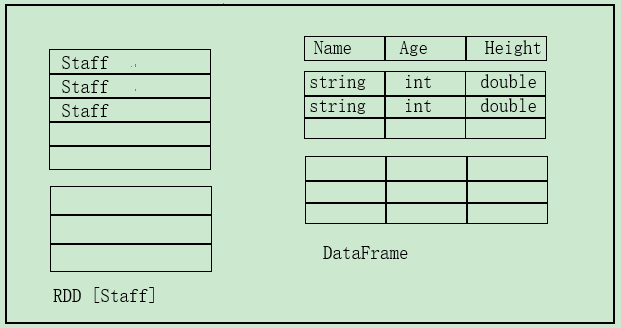 Staff
Staff
Staff
RDD [Staff]
Name Age Height
string int double
string int double
DataFrame